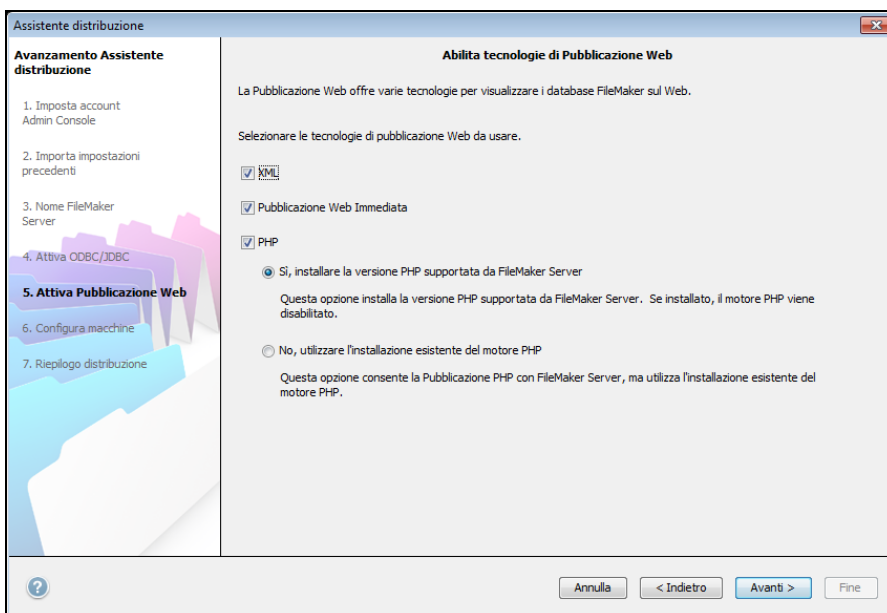 Assistente distribuzione
Avanzamento Assistente
distribuzione
1. Imposta account
Admin Console
2. Importa impostazioni
precedenti
3. Nome FileMaker
Server
4. Attiva ODBC/JDBC
5. Attiva Pubblicazione Web
6. Configura macchine
7. Riepilogo distribuzione
Abilita tecnologie di Pubblicazione Web
La Pubblicazione Web offre varie tecnologie per visualizzare i database FileMaker sul Web.
Selezionare le tecnologie di pubblicazione Web da usare.
XML
Pubblicazione Web Immediata
PHP
Sì, installare la versione PHP supportata da FileMaker Server
Questa opzione installa la versione PHP supportata da FileMaker Server. Se installato, il motore PHP viene
disabilitato.
No, utilizzare l'installazione esistente del motore PHP
Questa opzione consente la Pubblicazione PHP con FileMaker Server, ma utilizza l'installazione esistente del
motore PHP.
?
Annulla
< Indietro
Avanti >
Fine